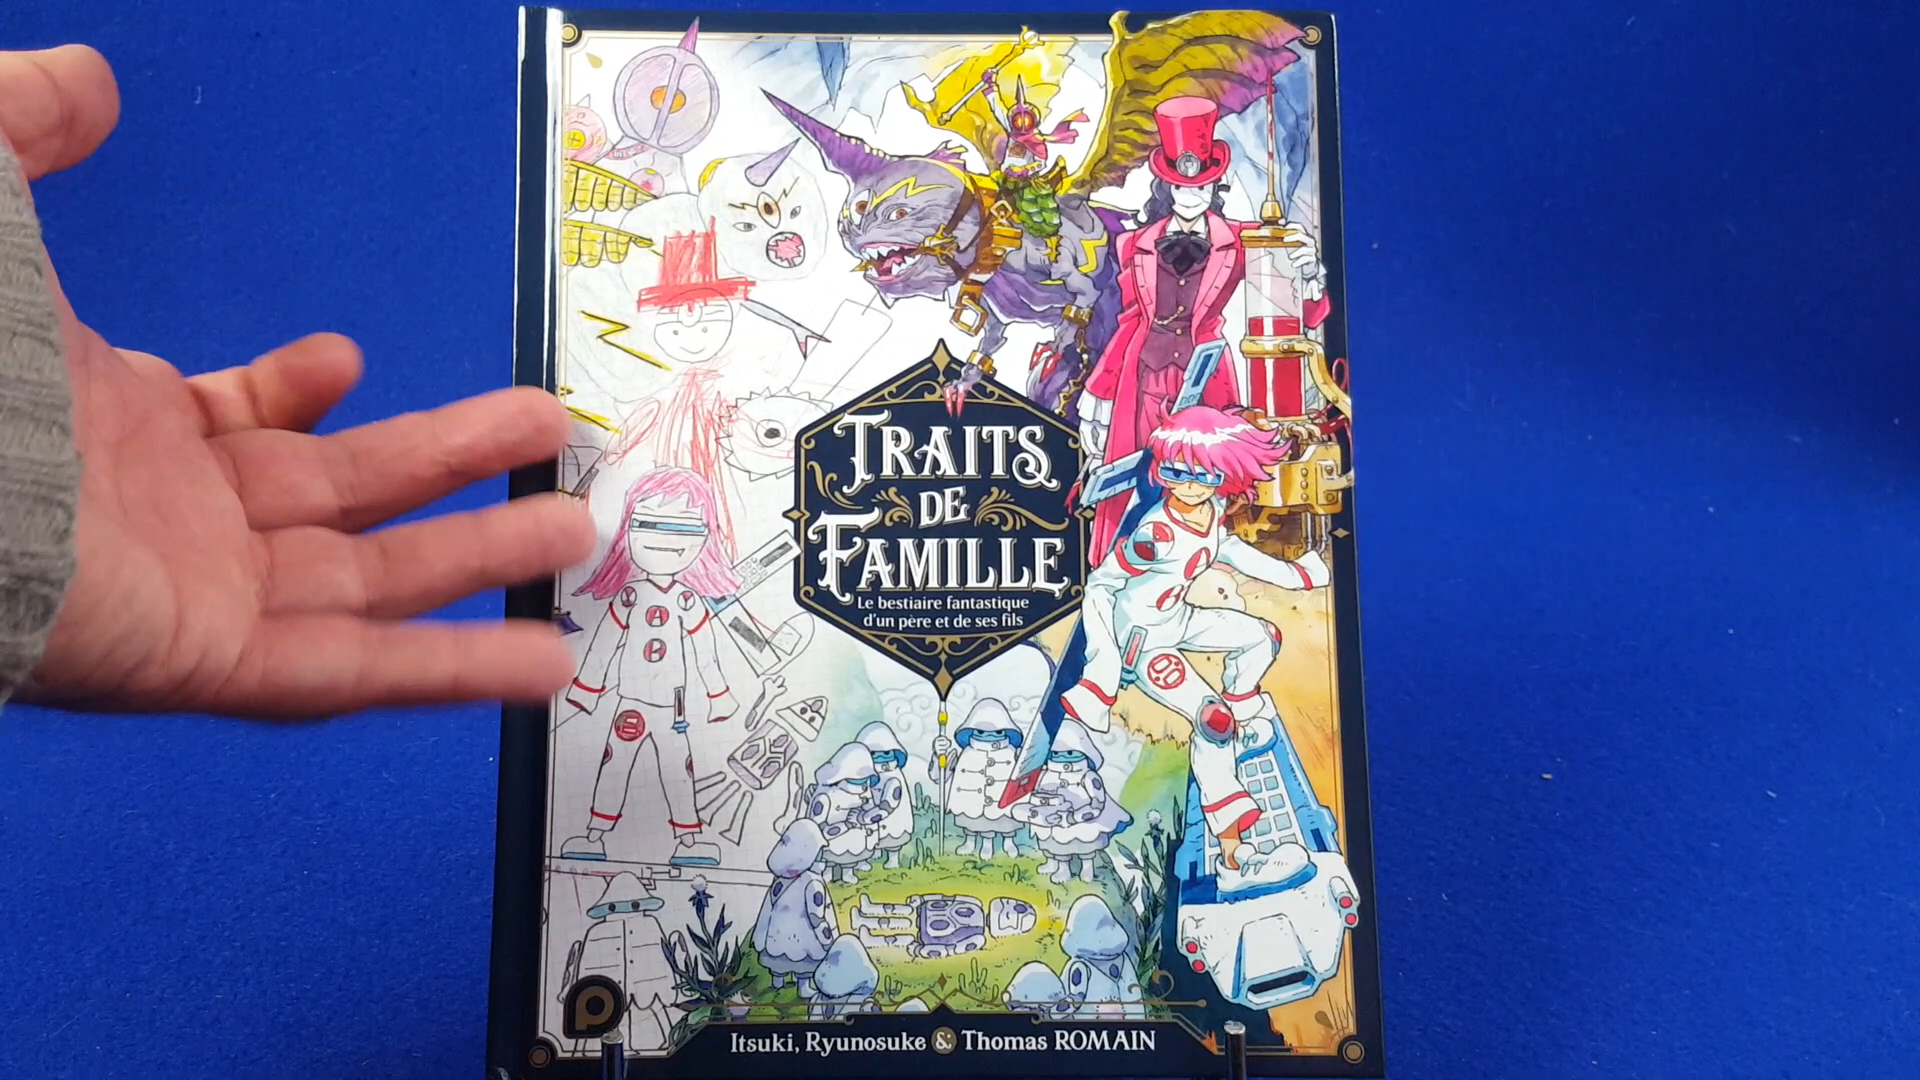 TRAITS
DE
FAMILLE
Le bestiaire fantastique
d'un père et de ses fils
Y A Y
B
A
B
Itsuki, Ryunosuke & Thomas ROMAIN